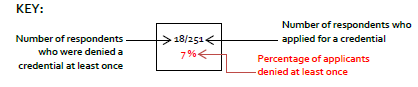 KEY:
Number of respondents
who were denied a
credential at least once
18/251
7%
Number of respondents who
applied for a credential
Percentage of applicants
denied at least once